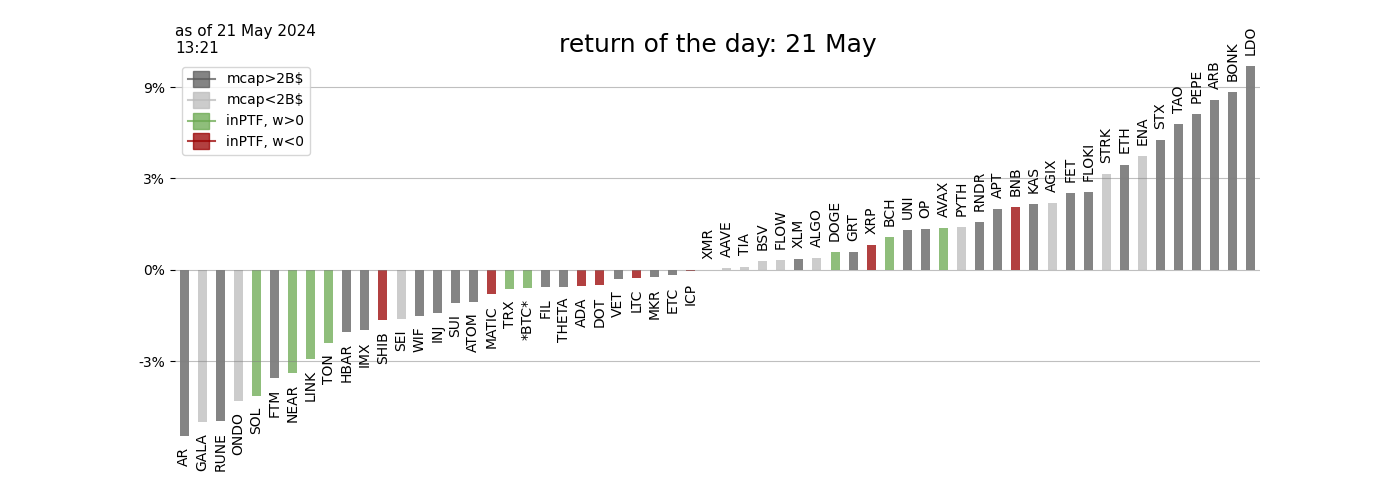 as of 21 May 2024
13:21
return of the day: 21 May
mcap>2B$
mcap<2B$
inPTF, w>0
inPTF, w<0
9%
3%
0%
-3%
AR
GALA
RUNE
ONDO
SOL
FTM
NEAR
LINK
TON
HBAR
IMX
SHIB
SEI
WIF
INJ
SUI
ATOM
MATIC
TRX
*BTC*
FIL
THETA
ADA
DOT
VET
LTC
MKR
ETC
ICP
XMR
AAVE
TIA
BSV
FLOW
XLM
ALGO
DOGE
GRT
XRP
BCH
UNI
OP
AVAX
PYTH
RNDR
APT
BNB
KAS
AGIX
FET
FLOKI
STRK
ETH
ENA
STX
TAO
PEPE
ARB
BONK
LDO